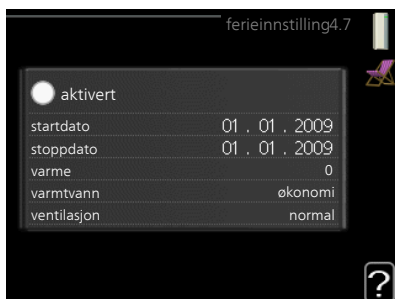 ferieinnstilling4.7
aktivert
startdato 01 . 01 . 2009
stoppdato 01 . 01 . 2009
varme 0
varmtvann økonomi
ventilasjon normal
?